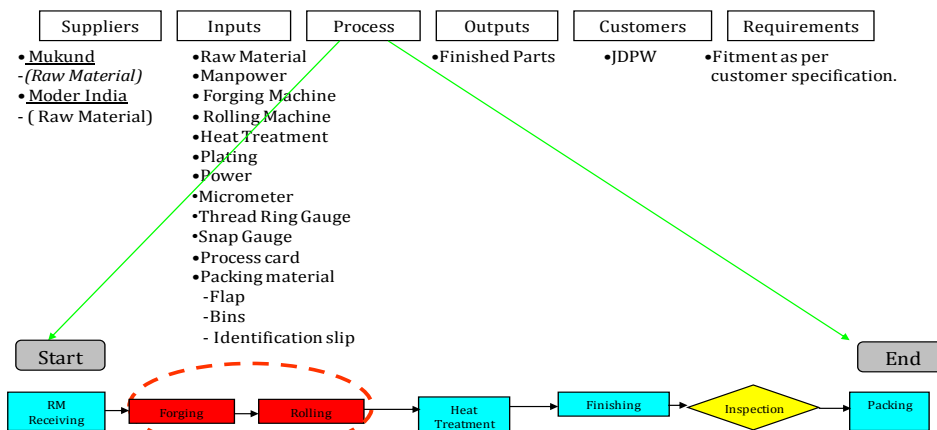 Suppliers
Inputs
Process
Outputs
Customers
Requirements
•Mukund
-(Raw Material)
•Moder India
- ( Raw Material)
•Raw Material
•Manpower
• Forging Machine
• Rolling Machine
•Heat Treatment
•Plating
•Power
•Micrometer
•Thread Ring Gauge
•Snap Gauge
•Process card
•Packing material
-Flap
-Bins
- Identification slip
•Finished Parts
•JDPW
•Fitment as per
customer specification.
Start
End
RM
Receiving
Forging
Rolling
Heat
Treatment
Finishing
Inspection
Packing